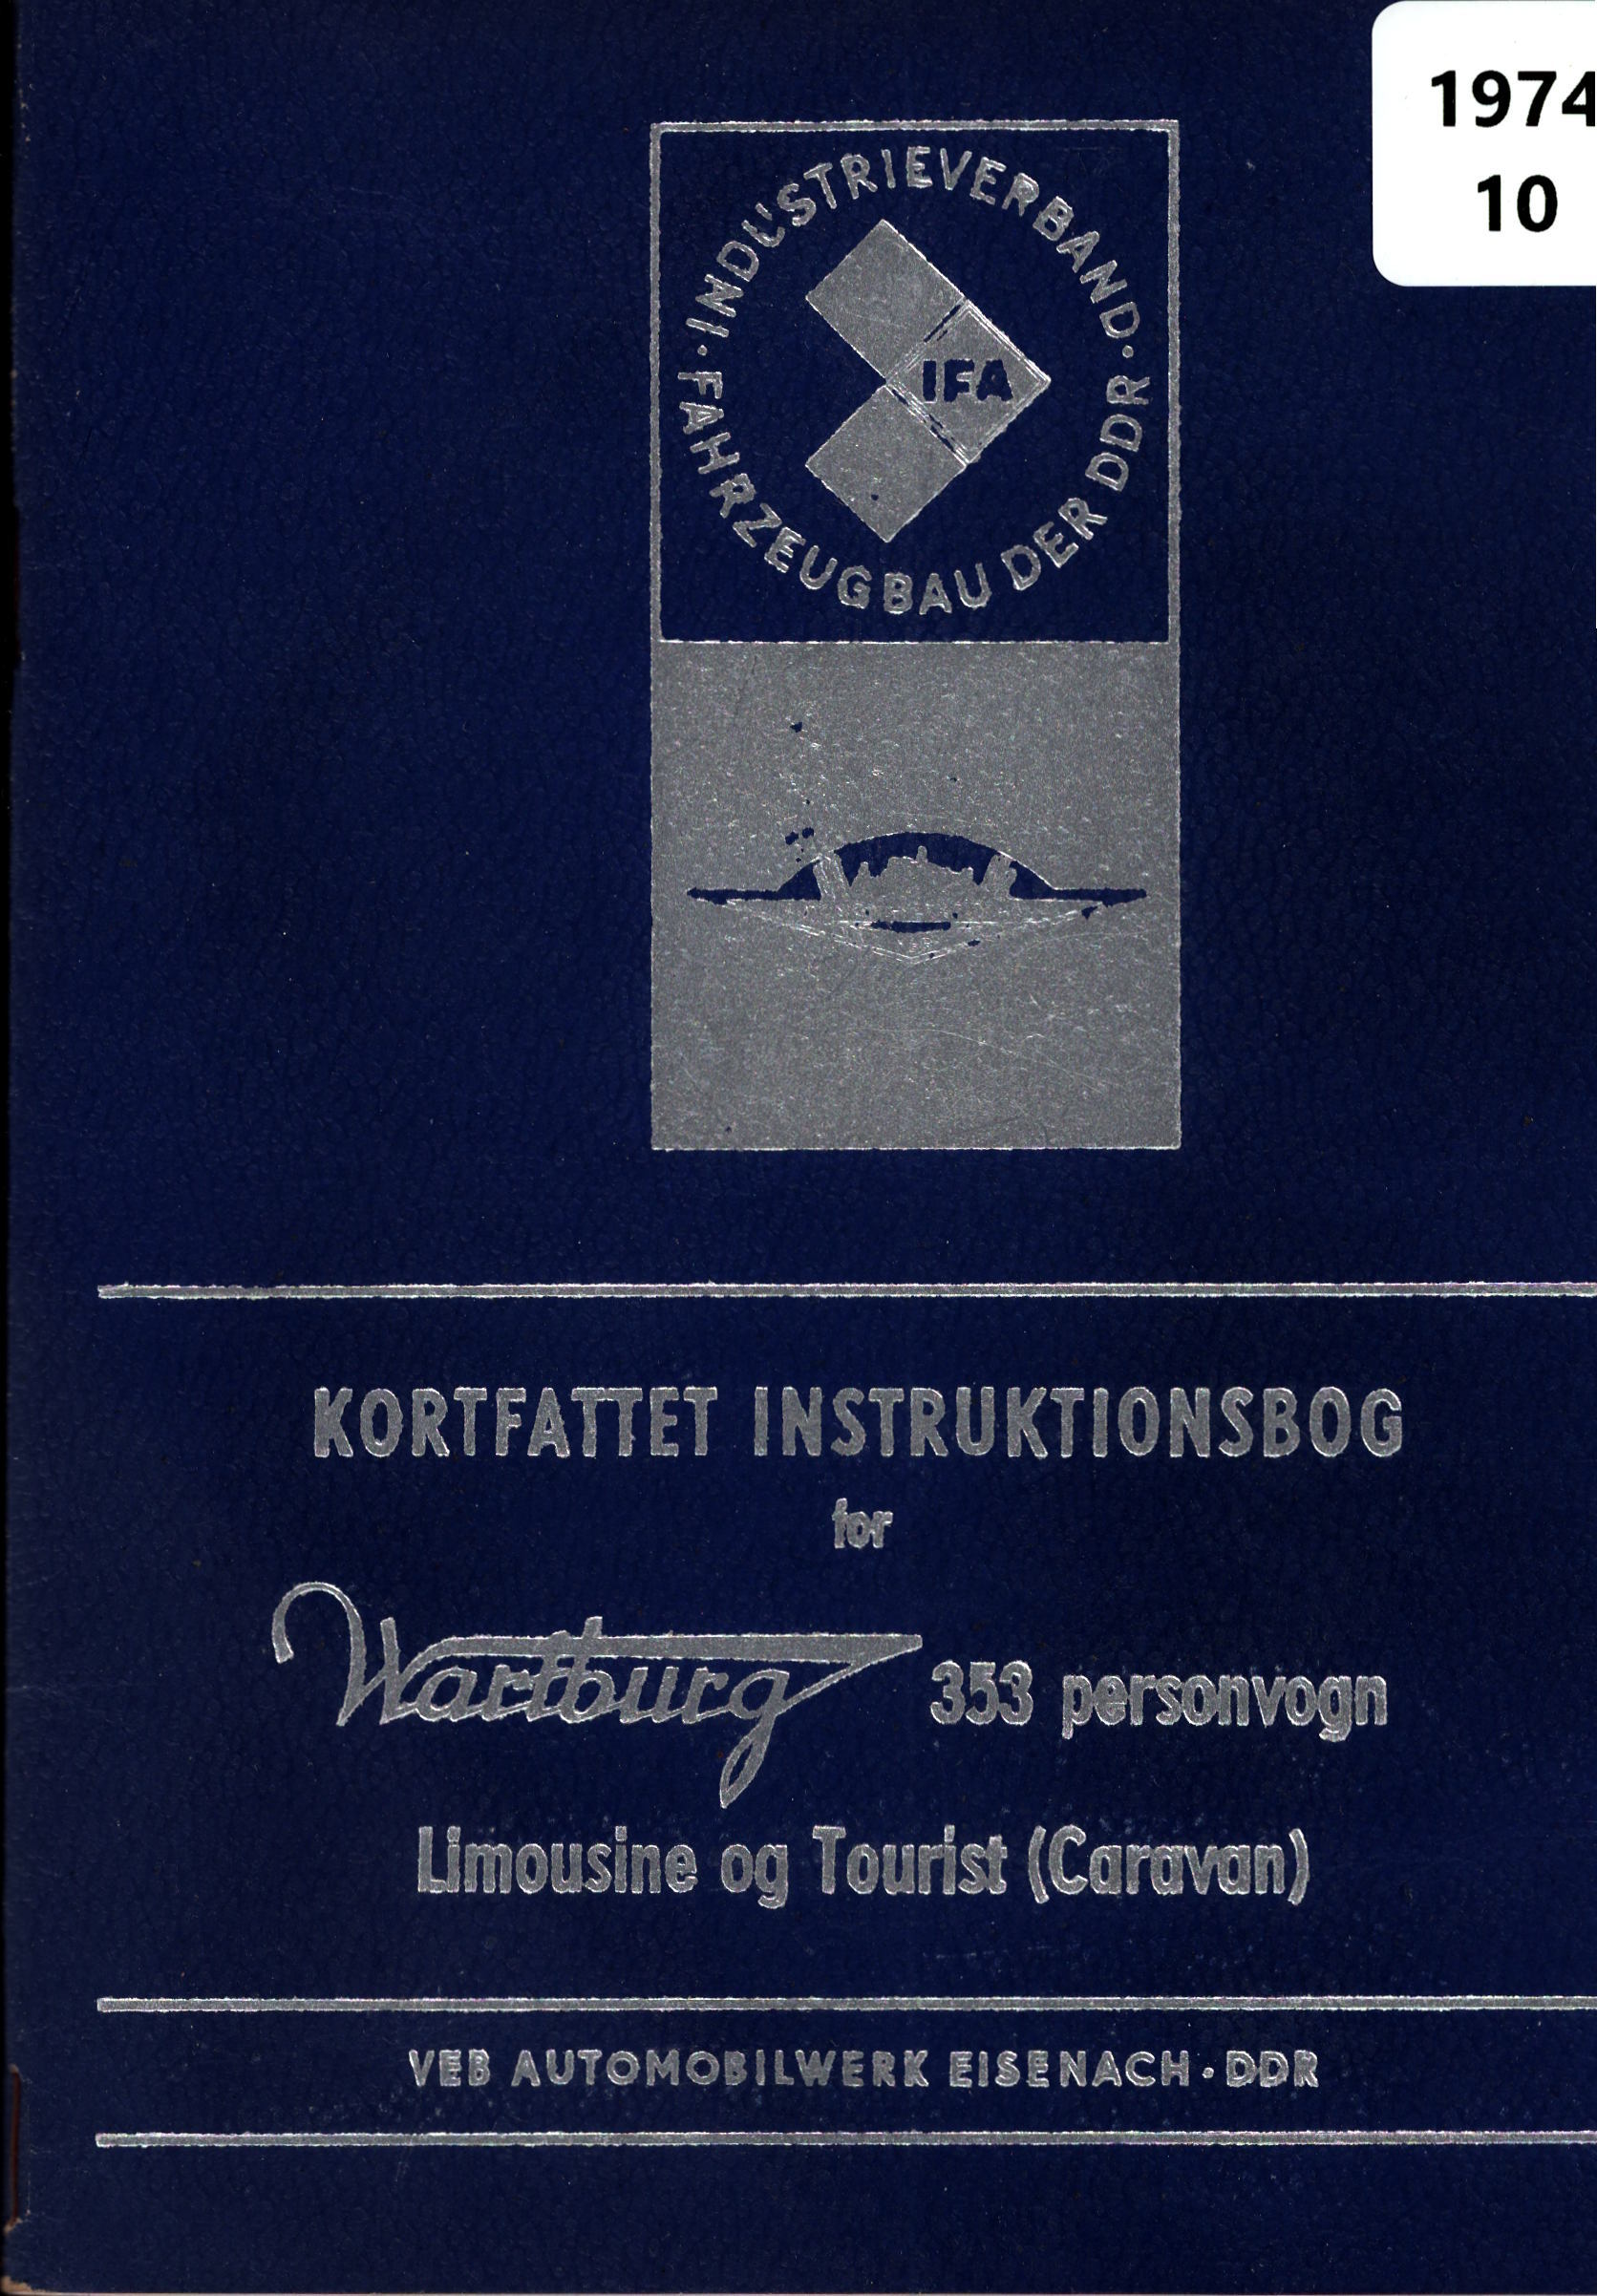 1974
10
INDUSTRIEVERBAND
· FAHRZEUGBAU DER DDR ·
IFA
KORTFATTET INSTRUKTIONSBOG
for
Wartburg 353 personvogn
Limousine og Tourist (Caravan)
VEB AUTOMOBILWERK EISENACH · DDR